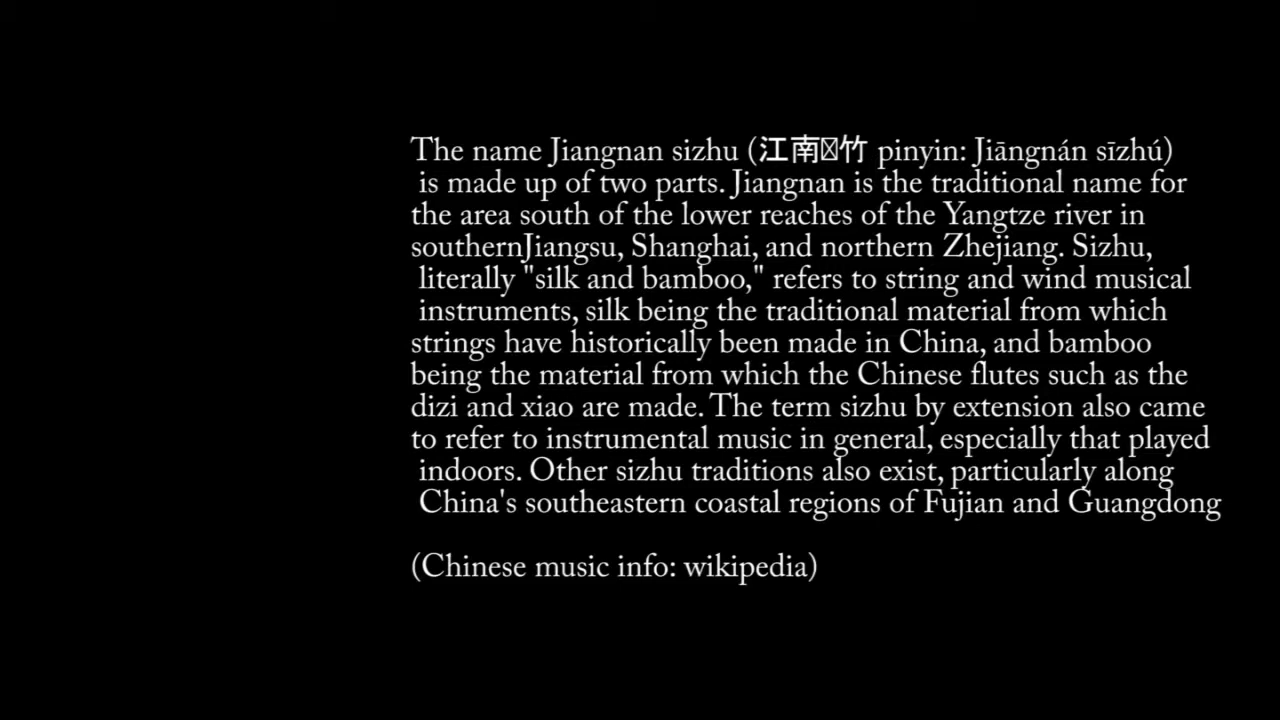 The name Jiangnan sizhu (江南☒竹 pinyin: Jiāngnán sīzhú)
is made up of two parts. Jiangnan is the traditional name for
the area south of the lower reaches of the Yangtze river in
southernJiangsu, Shanghai, and northern Zhejiang. Sizhu,
literally "silk and bamboo," refers to string and wind musical
instruments, silk being the traditional material from which
strings have historically been made in China, and bamboo
being the material from which the Chinese flutes such as the
dizi and xiao are made. The term sizhu by extension also came
to refer to instrumental music in general, especially that played
indoors. Other sizhu traditions also exist, particularly along
China's southeastern coastal regions of Fujian and Guangdong
(Chinese music info: wikipedia)